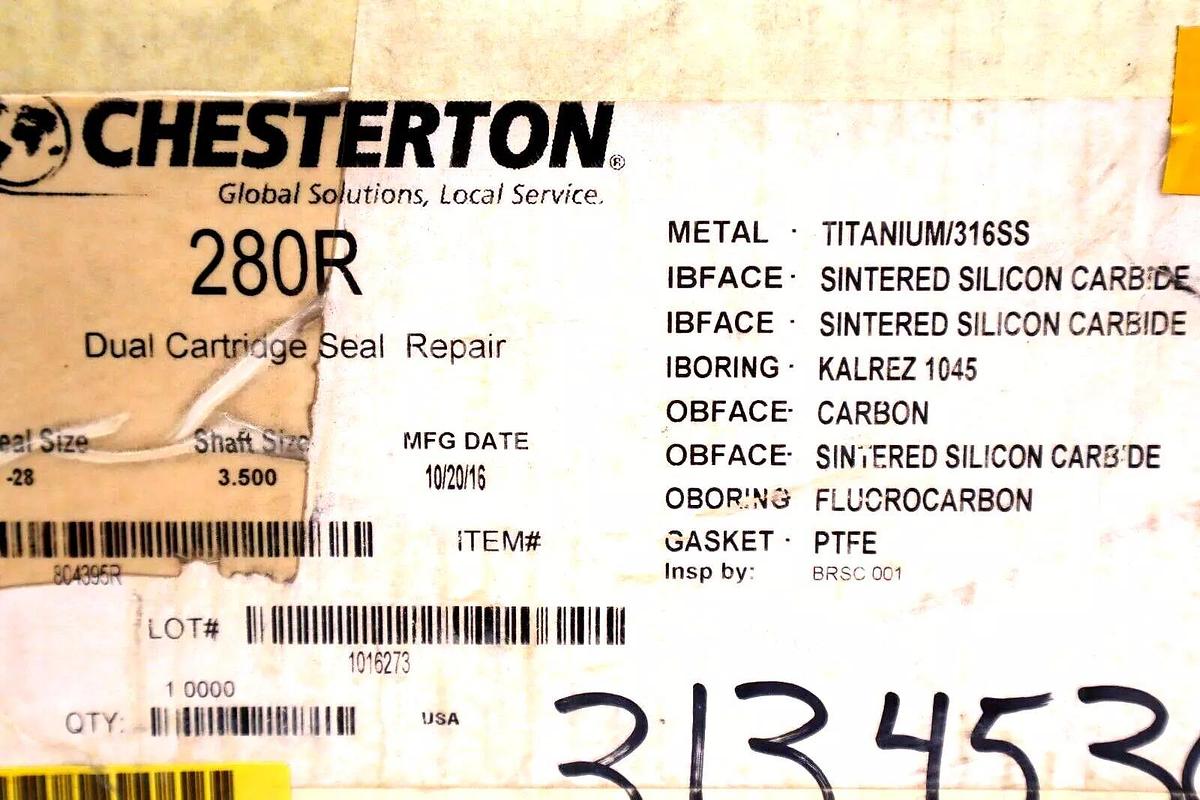 CHESTERTON®
Global Solutions, Local Service.
280R
Dual Cartridge Seal Repair
eal Size Shaft Size MFG DATE
-28 3.500 10/20/16
ITEM#
804395R
LOT#
1016273
1 0000
QTY: USA
METAL · TITANIUM/316SS
IBFACE· SINTERED SILICON CARBIDE
IBFACE · SINTERED SILICON CARBIDE
IBORING · KALREZ 1045
OBFACE· CARBON
OBFACE· SINTERED SILICON CARBIDE
OBORING FLUOROCARBON
GASKET · PTFE
Insp by: BRSC 001
313453